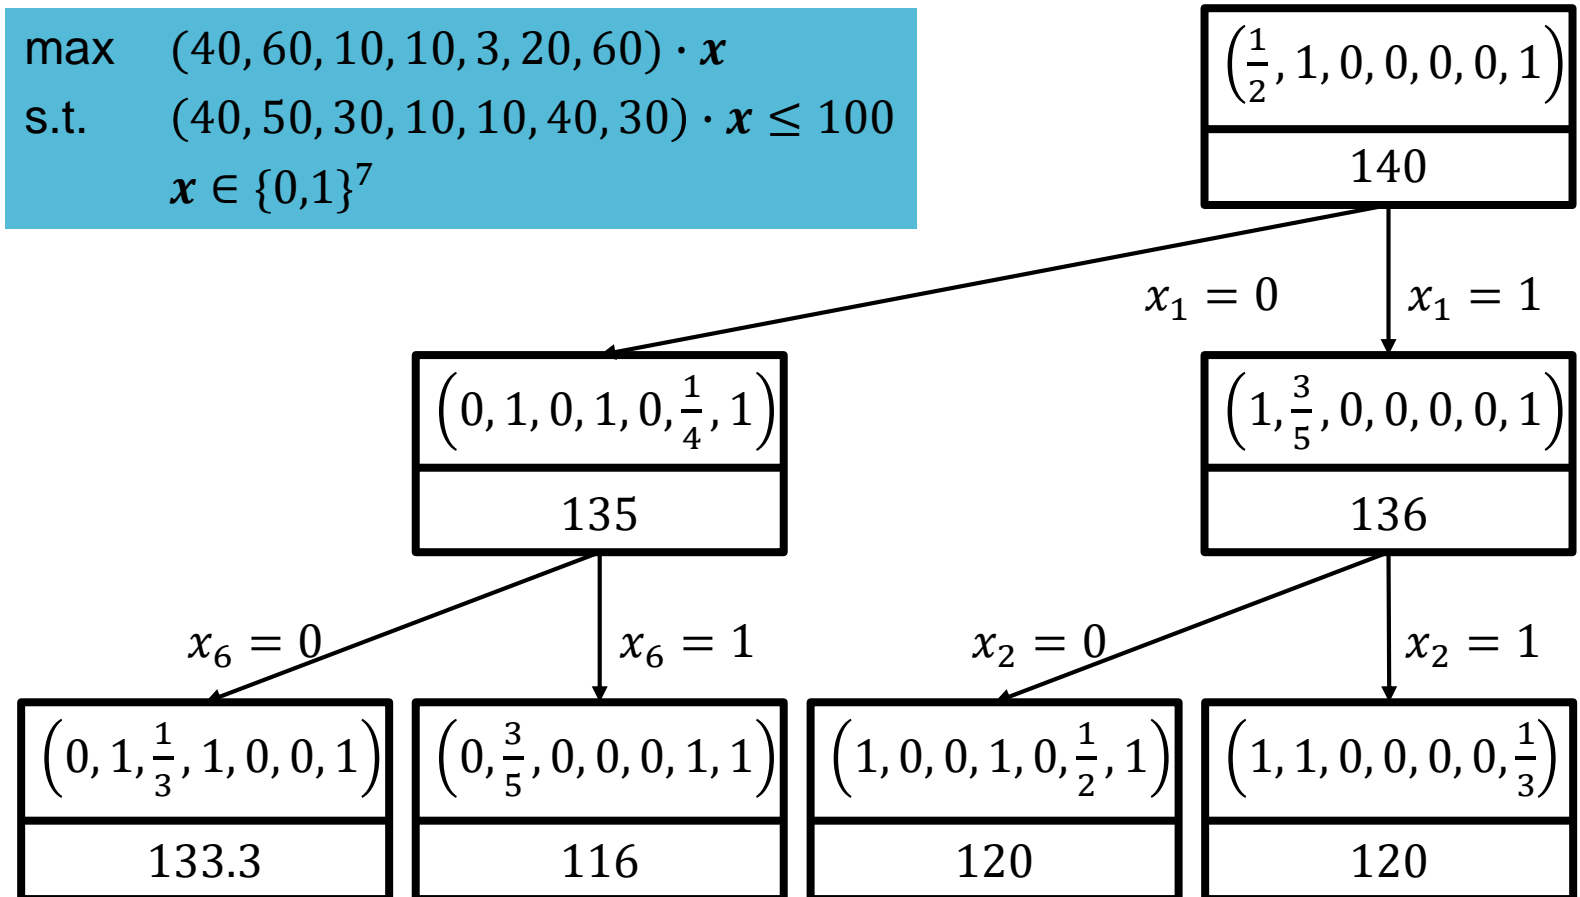 max (40, 60, 10, 10, 3, 20, 60) · x
s.t. (40, 50, 30, 10, 10, 40, 30) · x ≤ 100
x ∈ {0,1}⁷
(1/2, 1, 0, 0, 0, 0, 1)
140
x₁ = 0
x₁ = 1
(0, 1, 0, 1, 0, 1/4, 1)
135
(1, 3/5, 0, 0, 0, 0, 1)
136
x₆ = 0
x₆ = 1
x₂ = 0
x₂ = 1
(0, 1, 1/3, 1, 0, 0, 1)
133.3
(0, 3/5, 0, 0, 0, 1, 1)
116
(1, 0, 0, 1, 0, 1/2, 1)
120
(1, 1, 0, 0, 0, 0, 1/3)
120